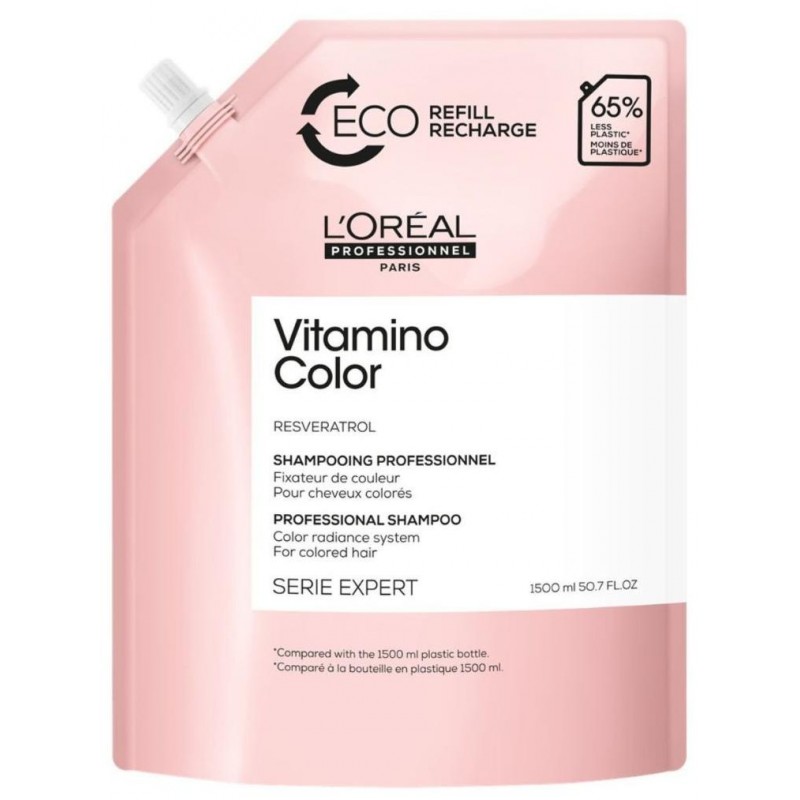 ECO REFILL
RECHARGE
65%
LESS
PLASTIC*
MOINS DE
PLASTIQUE*
L'ORÉAL
PROFESSIONNEL
PARIS
Vitamino
Color
RESVERATROL
SHAMPOOING PROFESSIONNEL
Fixateur de couleur
Pour cheveux colorés
PROFESSIONAL SHAMPOO
Color radiance system
For colored hair
SERIE EXPERT
1500 ml 50.7 FL.OZ
*Compared with the 1500 ml plastic bottle.
*Comparé à la bouteille en plastique 1500 ml.